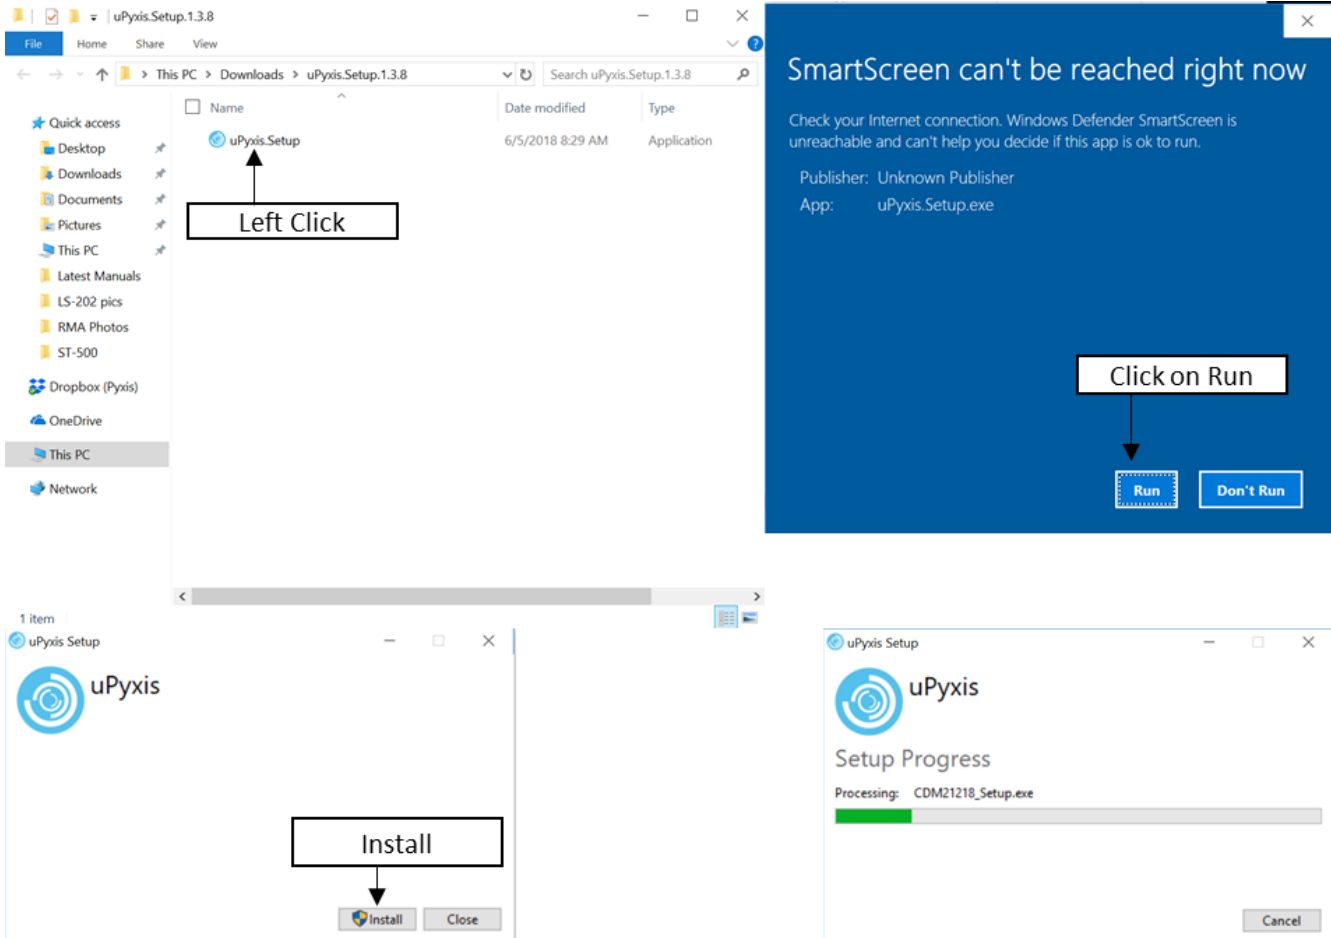 uPyxis.Setup.1.3.8
File Home Share View
This PC > Downloads > uPyxis.Setup.1.3.8
Search uPyxis.Setup.1.3.8
Name Date modified Type
uPyxis.Setup 6/5/2018 8:29 AM Application
Left Click
Quick access
Desktop
Downloads
Documents
Pictures
This PC
Latest Manuals
LS-202 pics
RMA Photos
ST-500
Dropbox (Pyxis)
OneDrive
This PC
Network
1 item
SmartScreen can't be reached right now
Check your Internet connection. Windows Defender SmartScreen is
unreachable and can't help you decide if this app is ok to run.
Publisher: Unknown Publisher
App: uPyxis.Setup.exe
Click on Run
Run Don't Run
uPyxis Setup
uPyxis
Install
Install Close
uPyxis Setup
uPyxis
Setup Progress
Processing: CDM21218_Setup.exe
Cancel